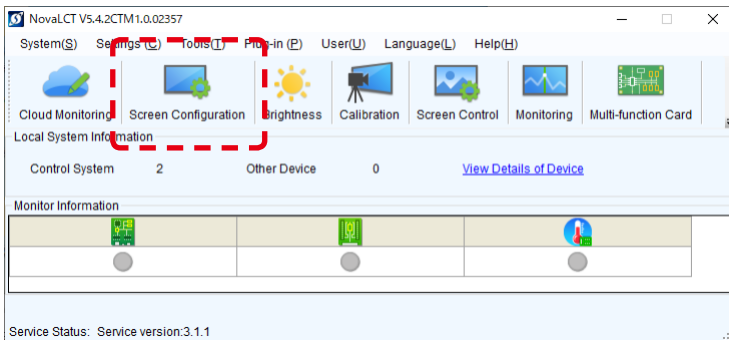 NovaLCT V5.4.2CTM1.0.02357
System(S) Settings (C) Tools(T) Plug-in (P) User(U) Language(L) Help(H)
Cloud Monitoring Screen Configuration Brightness Calibration Screen Control Monitoring Multi-function Card
Local System Information
Control System 2 Other Device 0 View Details of Device
Monitor Information
Service Status: Service version:3.1.1